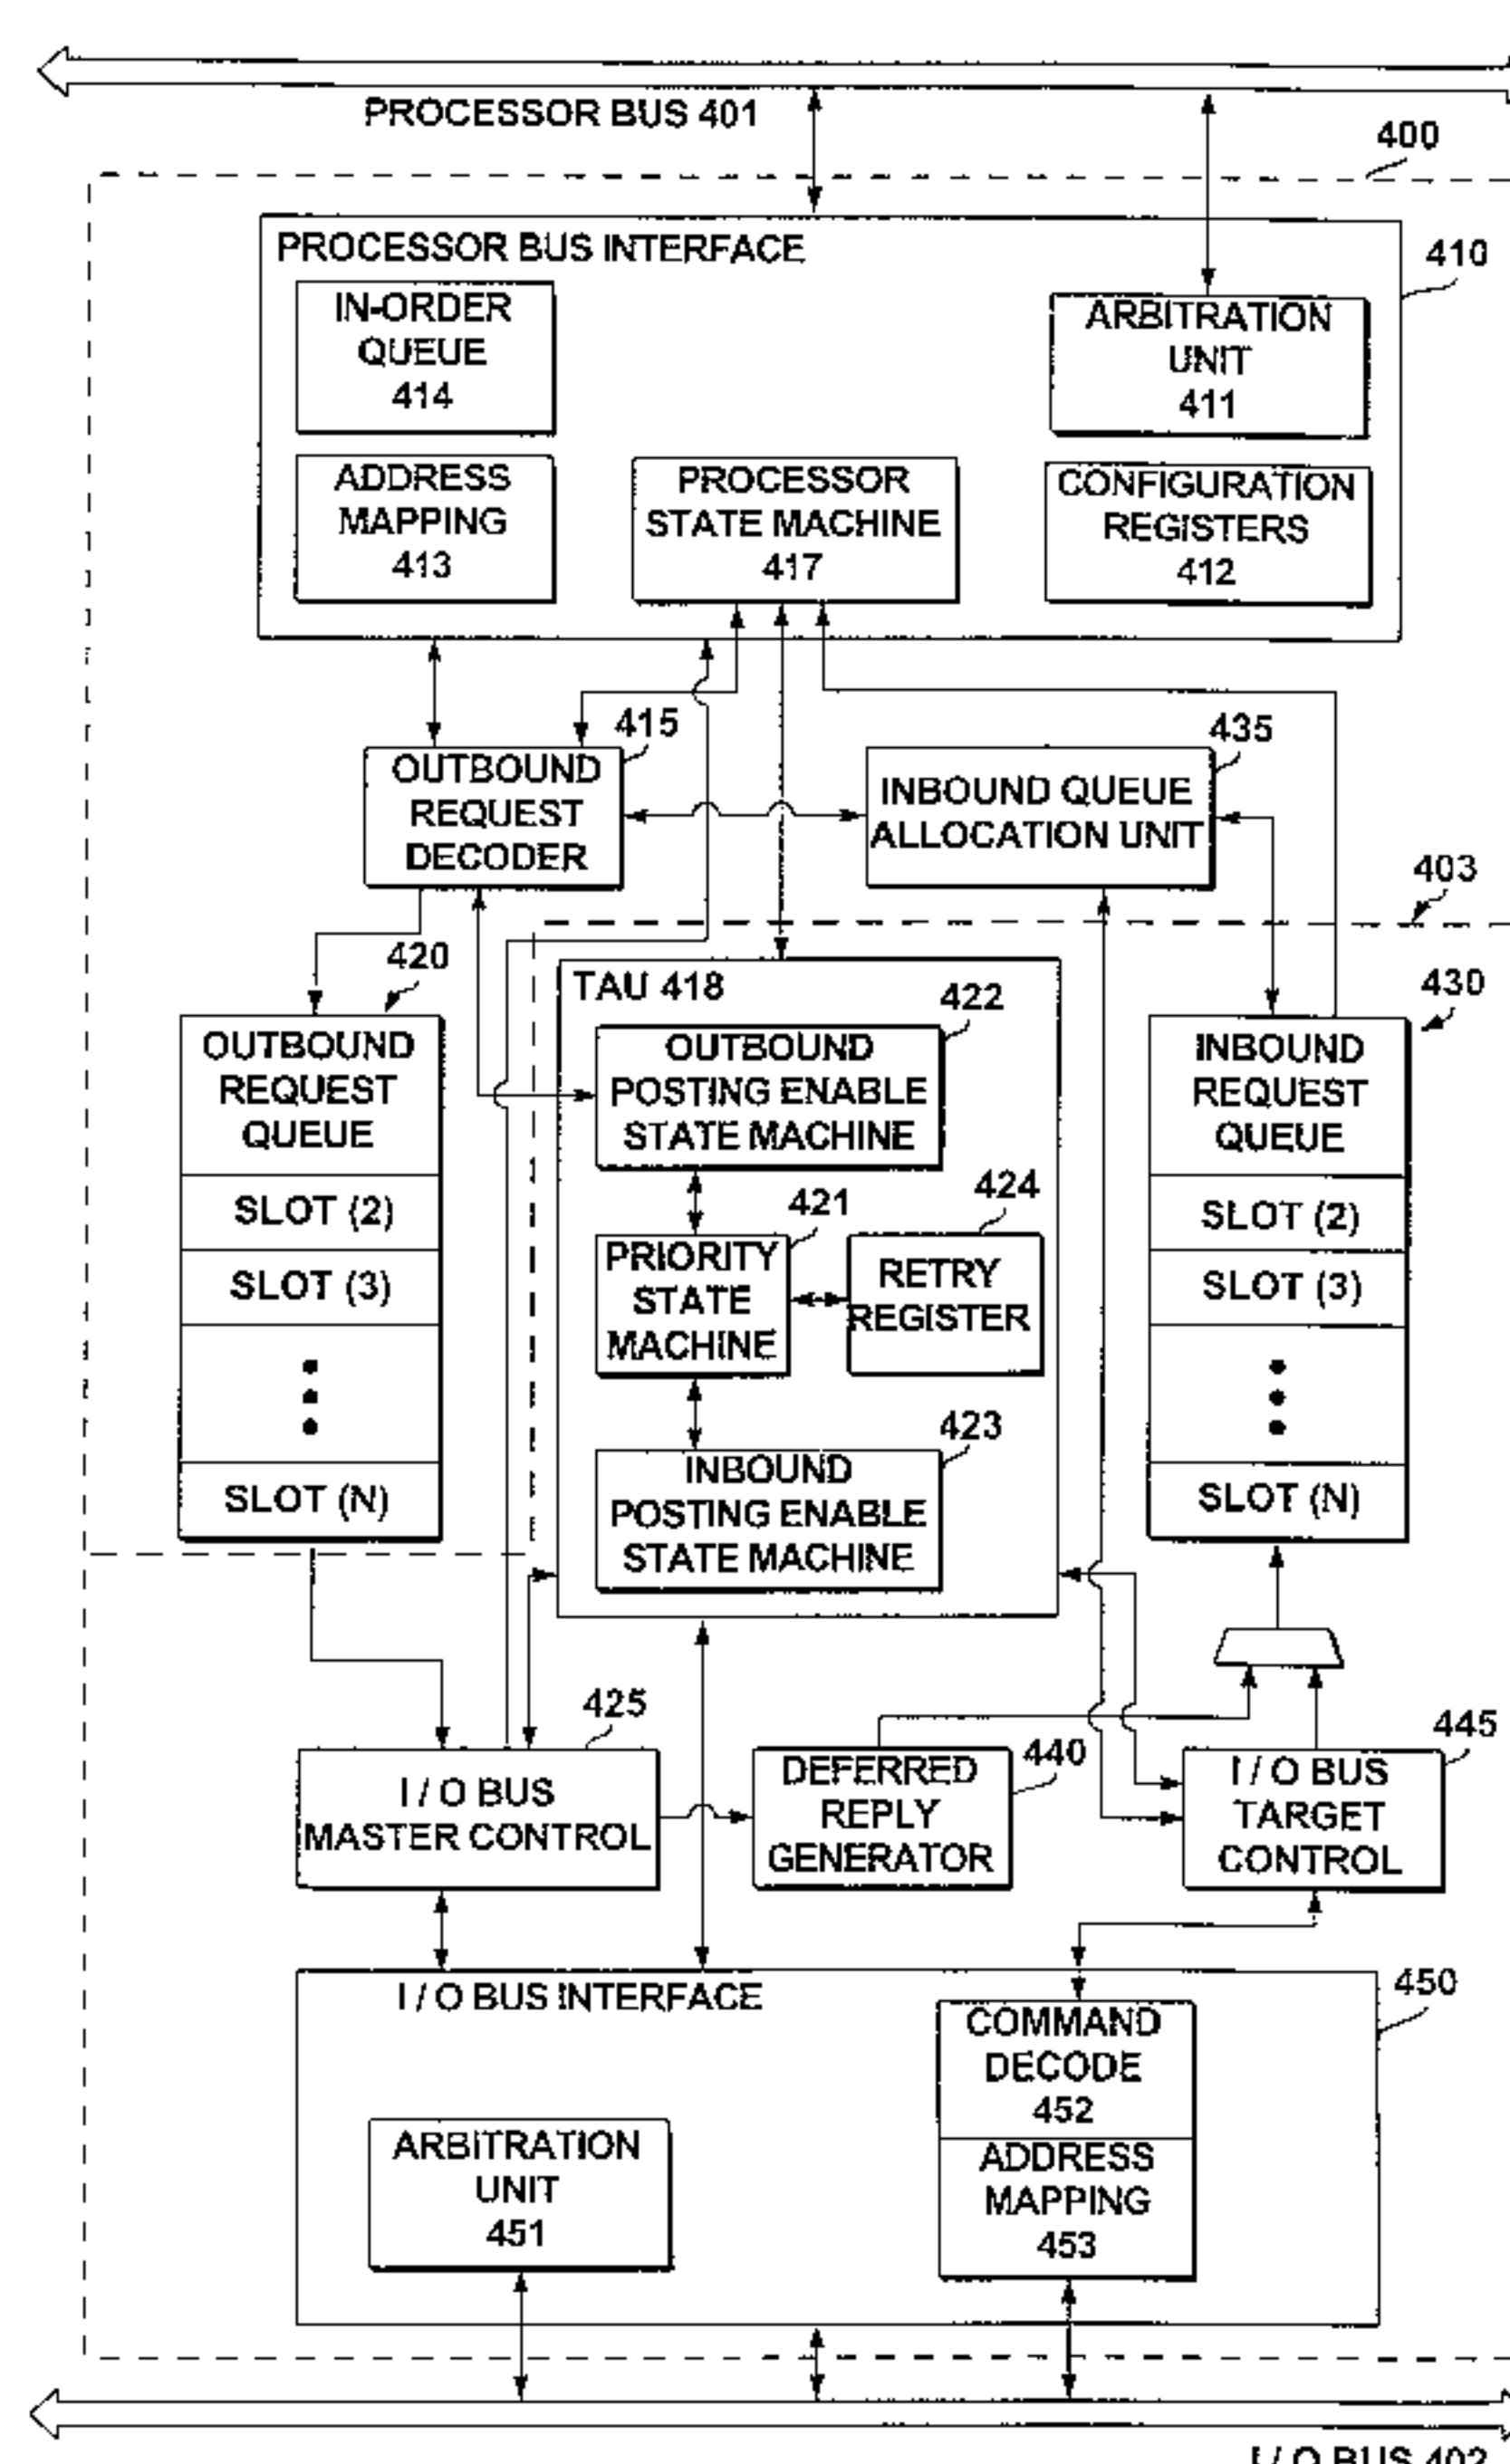 PROCESSOR BUS 401
400
PROCESSOR BUS INTERFACE
410
IN-ORDER
QUEUE
414
ARBITRATION
UNIT
411
ADDRESS
MAPPING
413
PROCESSOR
STATE MACHINE
417
CONFIGURATION
REGISTERS
412
415
435
OUTBOUND
REQUEST
DECODER
INBOUND QUEUE
ALLOCATION UNIT
403
420
430
TAU 418
422
OUTBOUND
REQUEST
QUEUE
SLOT (2)
SLOT (3)
SLOT (N)
OUTBOUND
POSTING ENABLE
STATE MACHINE
421
424
PRIORITY
STATE
MACHINE
RETRY
REGISTER
423
INBOUND
POSTING ENABLE
STATE MACHINE
INBOUND
REQUEST
QUEUE
SLOT (2)
SLOT (3)
SLOT (N)
425
440
445
I / O BUS
MASTER CONTROL
DEFERRED
REPLY
GENERATOR
I / O BUS
TARGET
CONTROL
I / O BUS INTERFACE
450
COMMAND
DECODE
452
ADDRESS
MAPPING
453
ARBITRATION
UNIT
451
I / O BUS 402